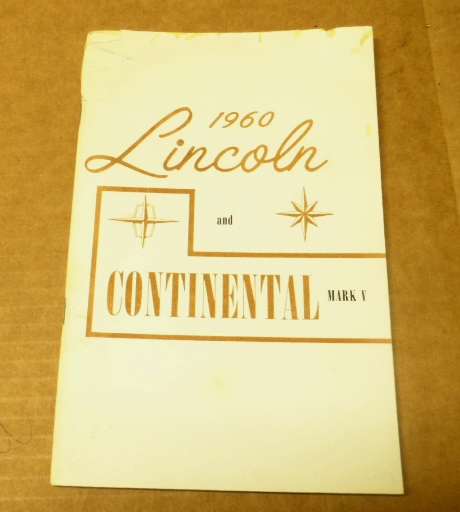 1960
Lincoln
and
CONTINENTAL MARK V